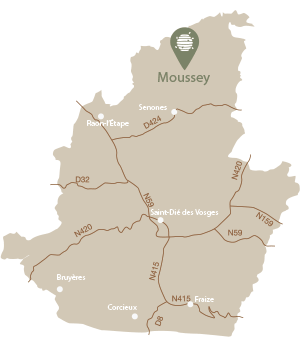 Moussey
Senones
Raon-l'Étape
D424
D32
N420
N59
N159
Saint-Dié des Vosges
N420
N59
N415
Bruyères
N415
Fraize
Corcieux
D8